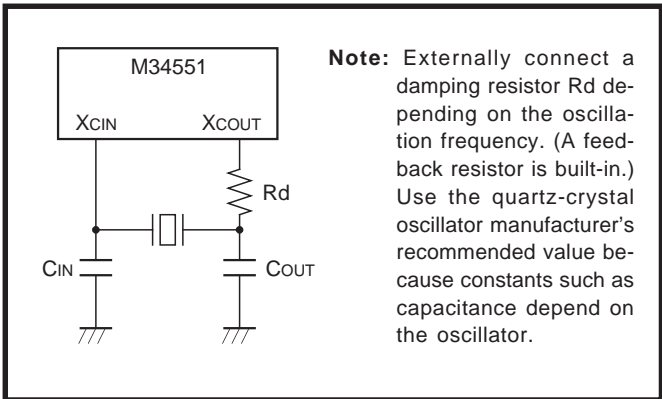 M34551
XCIN
XCOUT
Rd
CIN
COUT
Note: Externally connect a
damping resistor Rd de-
pending on the oscilla-
tion frequency. (A feed-
back resistor is built-in.)
Use the quartz-crystal
oscillator manufacturer's
recommended value be-
cause constants such as
capacitance depend on
the oscillator.